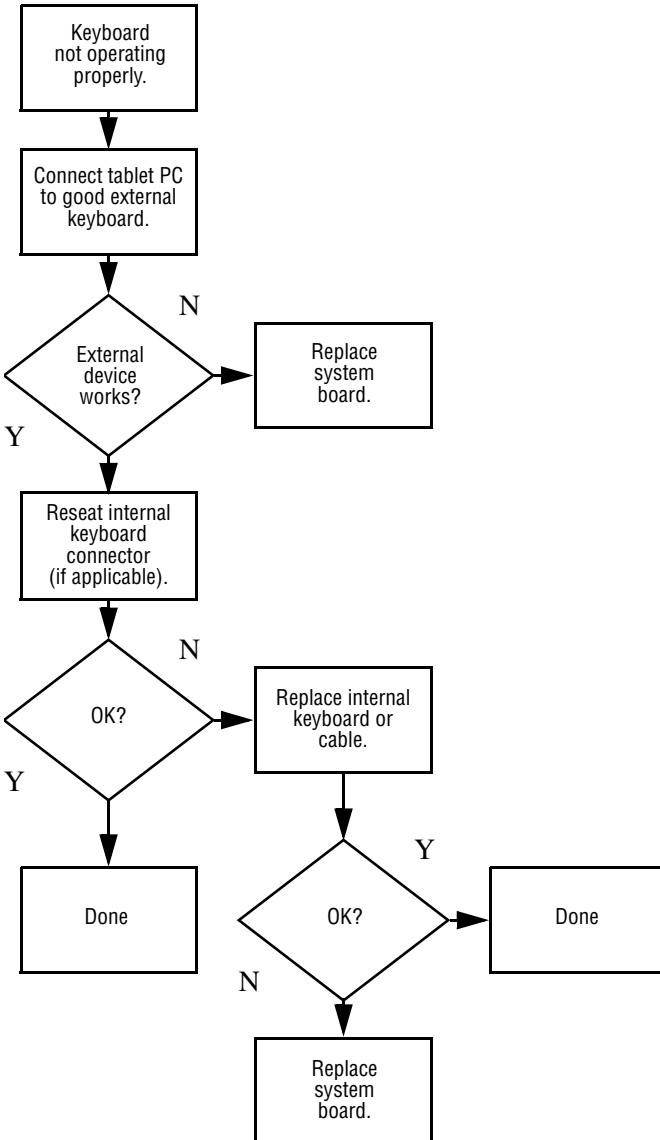 Keyboard
not operating
properly.
Connect tablet PC
to good external
keyboard.
N
External
device
works?
Replace
system
board.
Y
Reseat internal
keyboard
connector
(if applicable).
N
OK?
Replace internal
keyboard or
cable.
Y
Done
Y
OK?
Done
N
Replace
system
board.